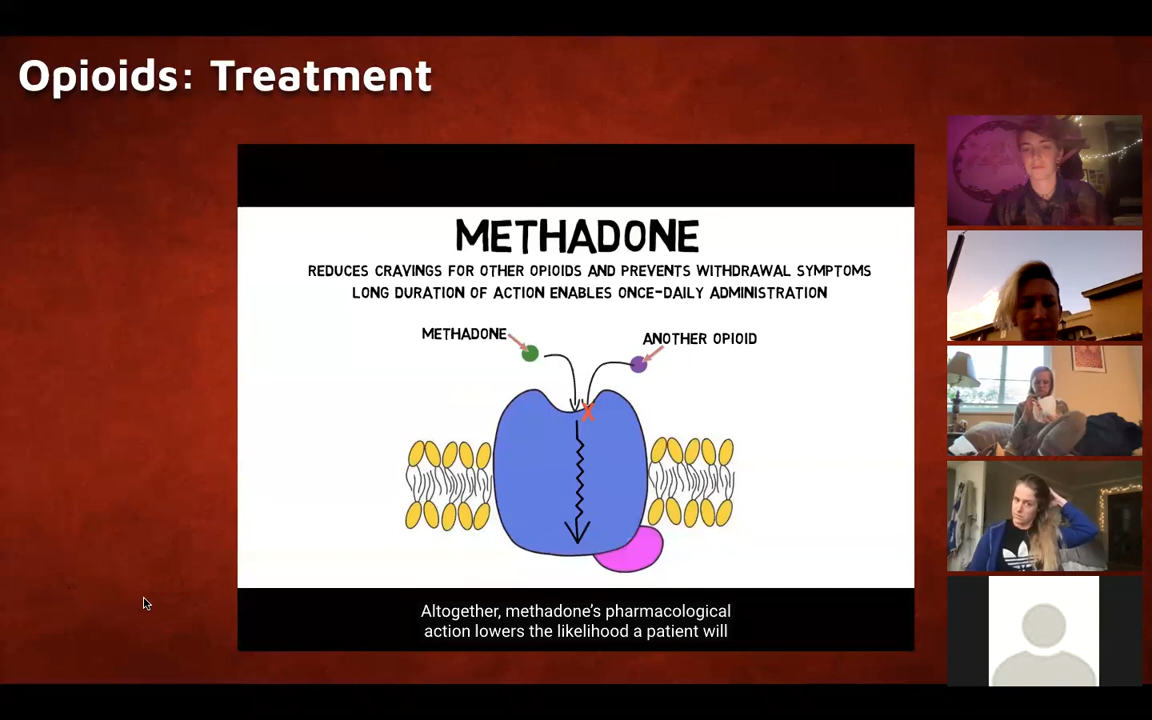 Opioids: Treatment
METHADONE
REDUCES CRAVINGS FOR OTHER OPIOIDS AND PREVENTS WITHDRAWAL SYMPTOMS
LONG DURATION OF ACTION ENABLES ONCE-DAILY ADMINISTRATION
METHADONE
ANOTHER OPIOID
X
Altogether, methadone's pharmacological
action lowers the likelihood a patient will